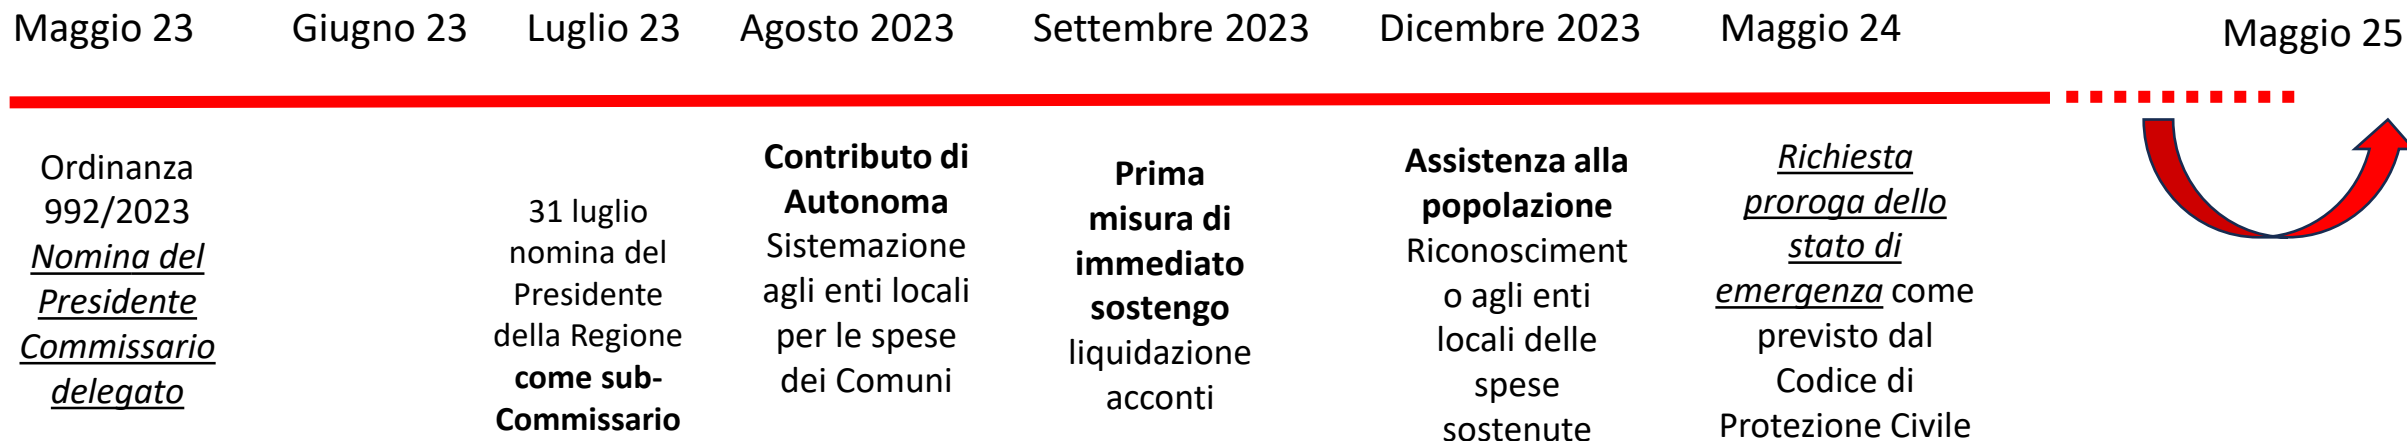 Maggio 23
Giugno 23
Luglio 23
Agosto 2023
Settembre 2023
Dicembre 2023
Maggio 24
Maggio 25
Ordinanza
992/2023
Nomina del
Presidente
Commissario
delegato
31 luglio
nomina del
Presidente
della Regione
come sub-
Commissario
Contributo di
Autonoma
Sistemazione
agli enti locali
per le spese
dei Comuni
Prima
misura di
immediato
sostengo
liquidazione
acconti
Assistenza alla
popolazione
Riconosciment
o agli enti
locali delle
spese
sostenute
Richiesta
proroga dello
stato di
emergenza come
previsto dal
Codice di
Protezione Civile